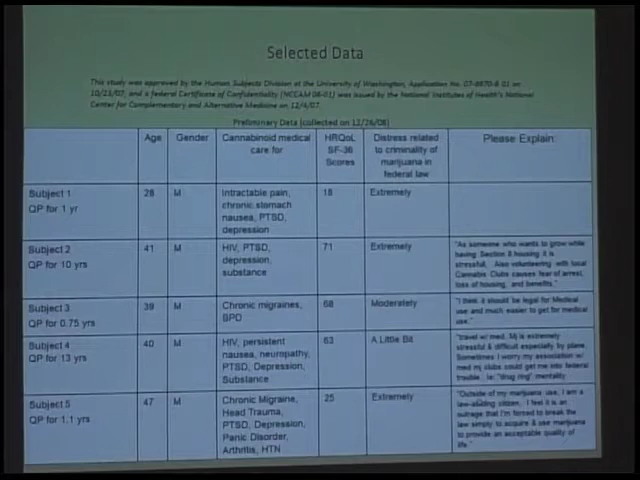 Selected Data
This study was approved by the Human Subjects Division at the University of Washington, Application No. 07-9870-E 01 on
10/23/07; and a federal Certificate of Confidentiality (NCCAM 08-01) was issued by the National Institutes of Health's National
Center for Complementary and Alternative Medicine on 12/4/07.
Preliminary Data (collected on 12/26/08)
Age Gender Cannabinoid medical care for HRQoL SF-36 Scores Distress related to criminality of marijuana in federal law Please Explain:
Subject 1 28 M Intractable pain, 18 Extremely
QP for 1 yr chronic stomach
nausea, PTSD,
depression
Subject 2 41 M HIV, PTSD, 71 Extremely "As someone who wants to grow while
QP for 10 yrs depression, having Section 8 housing it is
substance stressful. Also volunteering with local
Cannabis Clubs causes fear of arrest,
loss of housing, and benefits."
Subject 3 39 M Chronic migraines, 68 Moderately "I think it should be legal for Medical
QP for 0.75 yrs BPD use and much easier to get for medical
use."
Subject 4 40 M HIV, persistent 63 A Little Bit "travel w/ med. Mj is extremely
QP for 13 yrs nausea, neuropathy, stressful & difficult especially by plane.
PTSD, Depression, Sometimes I worry my association w/
Substance med mj clubs could get me into federal
trouble. ie: "drug ring" mentality
Subject 5 47 M Chronic Migraine, 25 Extremely "Outside of my marijuana use, I am a
QP for 1.1 yrs Head Trauma, law-abiding citizen. I feel it is an
PTSD, Depression, outrage that I'm forced to break the
Panic Disorder, law simply to acquire & use marijuana
Arthritis, HTN to provide an acceptable quality of
life."